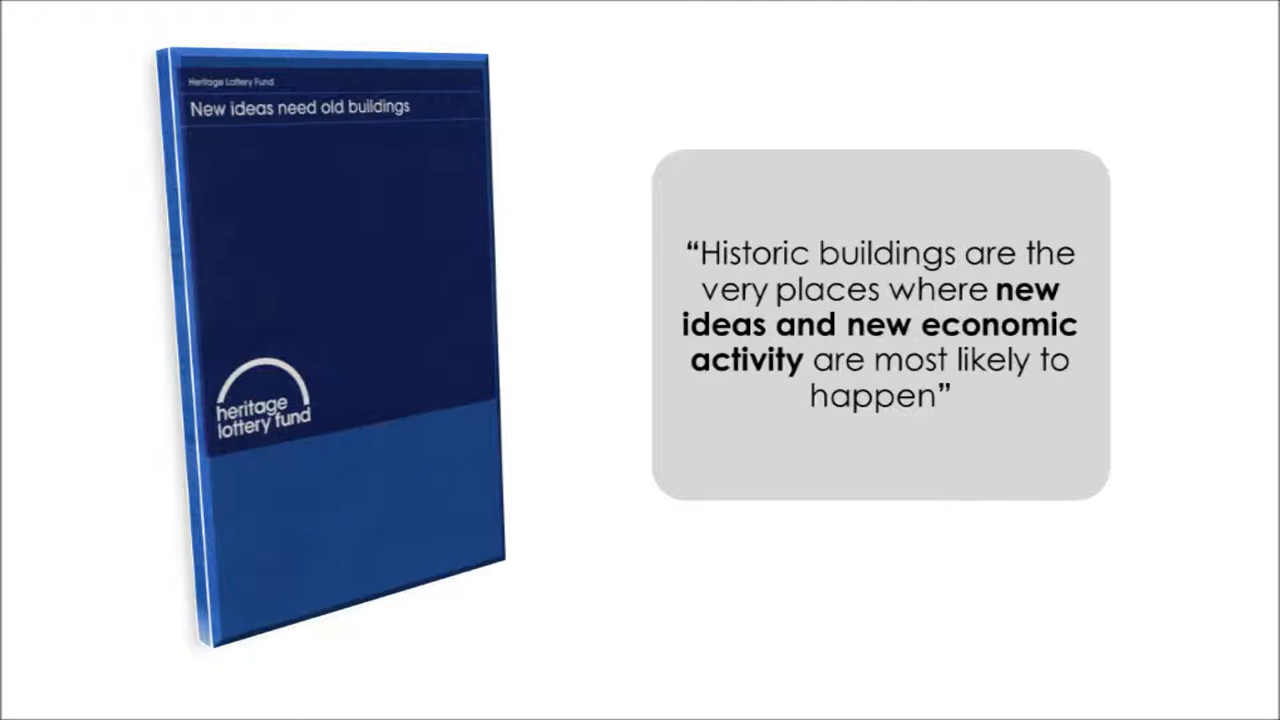 Heritage Lottery Fund
New ideas need old buildings
heritage
lottery fund
“Historic buildings are the
very places where new
ideas and new economic
activity are most likely to
happen”